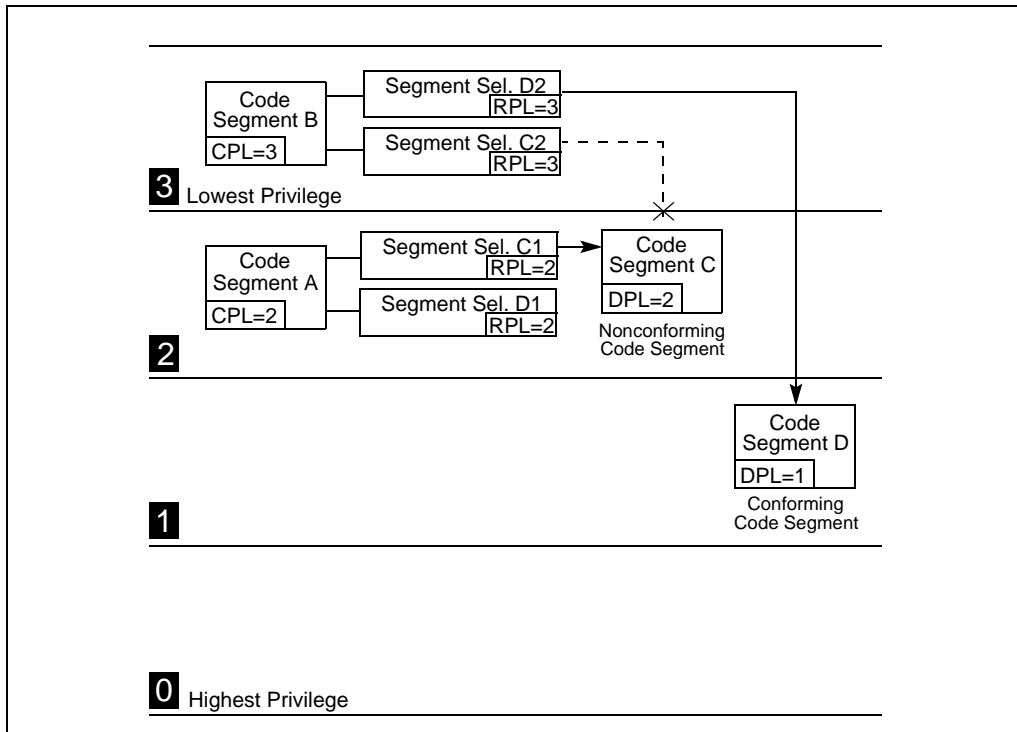 Code
Segment B
CPL=3
Segment Sel. D2
RPL=3
Segment Sel. C2
RPL=3
3 Lowest Privilege
Code
Segment A
CPL=2
Segment Sel. C1
RPL=2
Segment Sel. D1
RPL=2
Code
Segment C
DPL=2
Nonconforming
Code Segment
2
Code
Segment D
DPL=1
Conforming
Code Segment
1
0 Highest Privilege